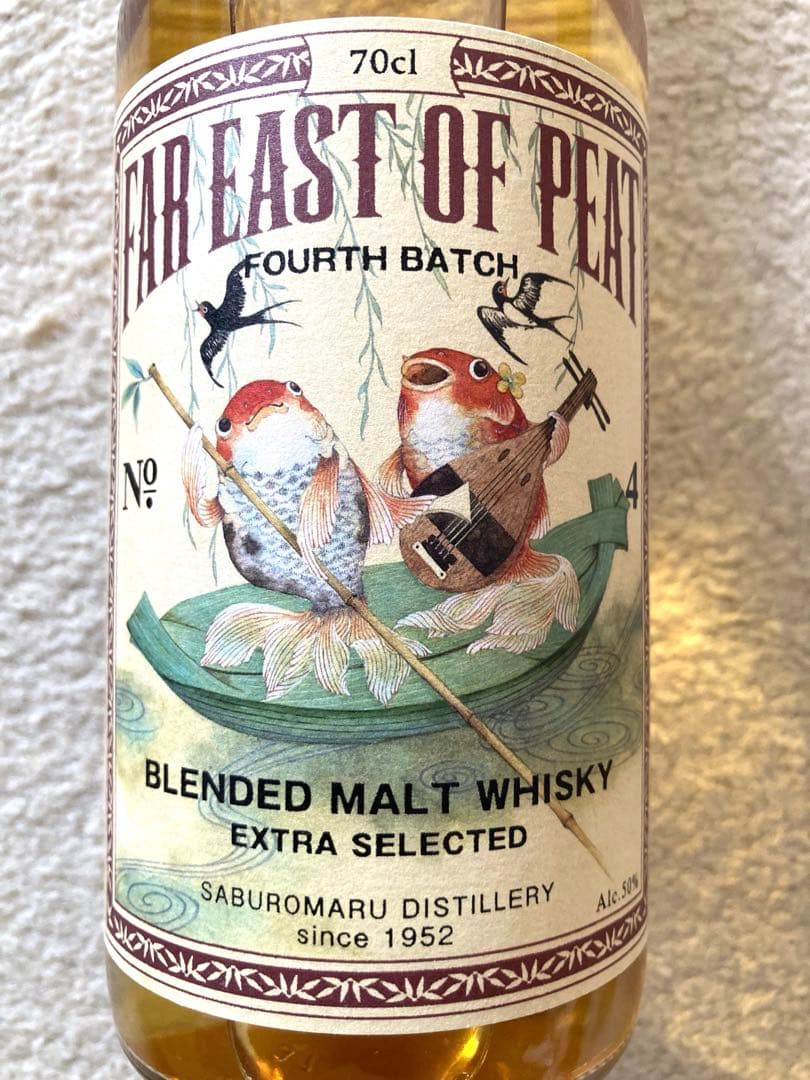 70cl
FAR EAST OF PEAT
FOURTH BATCH
Nº 4
BLENDED MALT WHISKY
EXTRA SELECTED
SABUROMARU DISTILLERY
Alc.50%
since 1952